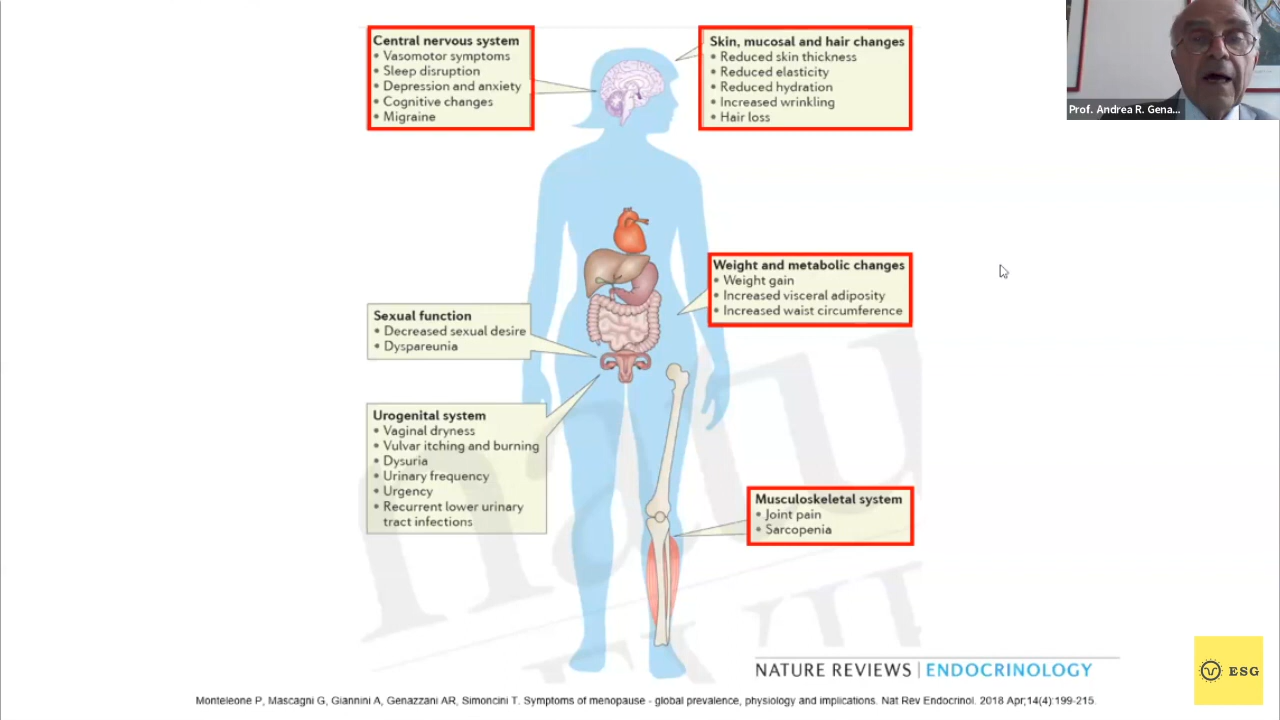 Central nervous system
• Vasomotor symptoms
• Sleep disruption
• Depression and anxiety
• Cognitive changes
• Migraine
Skin, mucosal and hair changes
• Reduced skin thickness
• Reduced elasticity
• Reduced hydration
• Increased wrinkling
• Hair loss
Prof. Andrea R. Gena...
Weight and metabolic changes
• Weight gain
• Increased visceral adiposity
• Increased waist circumference
Sexual function
• Decreased sexual desire
• Dyspareunia
Urogenital system
• Vaginal dryness
• Vulvar itching and burning
• Dysuria
• Urinary frequency
• Urgency
• Recurrent lower urinary
tract infections
Musculoskeletal system
• Joint pain
• Sarcopenia
NATURE REVIEWS | ENDOCRINOLOGY
ESG
Monteleone P, Mascagni G, Giannini A, Genazzani AR, Simoncini T. Symptoms of menopause - global prevalence, physiology and implications. Nat Rev Endocrinol. 2018 Apr;14(4):199-215.